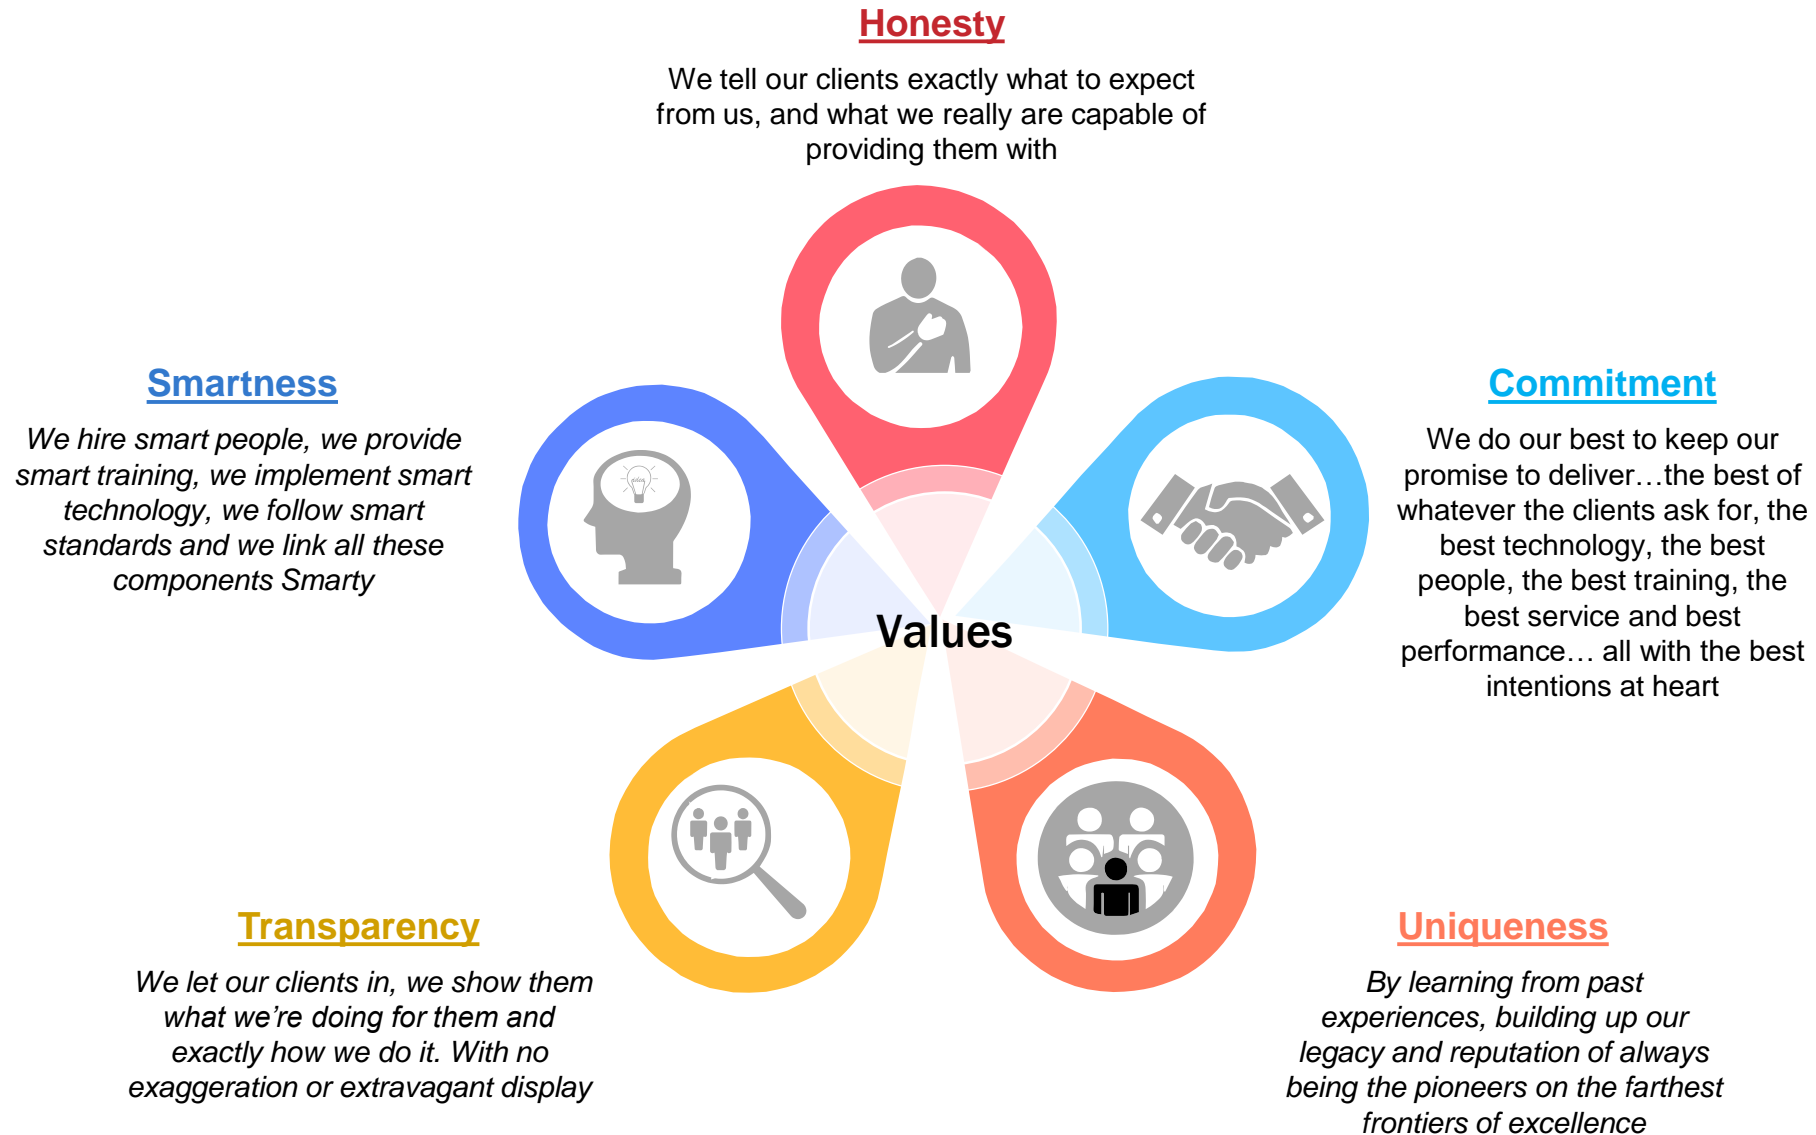 Honesty
We tell our clients exactly what to expect
from us, and what we really are capable of
providing them with
Smartness
We hire smart people, we provide
smart training, we implement smart
technology, we follow smart
standards and we link all these
components Smarty
Commitment
We do our best to keep our
promise to deliver…the best of
whatever the clients ask for, the
best technology, the best
people, the best training, the
best service and best
performance… all with the best
intentions at heart
Values
Transparency
We let our clients in, we show them
what we’re doing for them and
exactly how we do it. With no
exaggeration or extravagant display
Uniqueness
By learning from past
experiences, building up our
legacy and reputation of always
being the pioneers on the farthest
frontiers of excellence